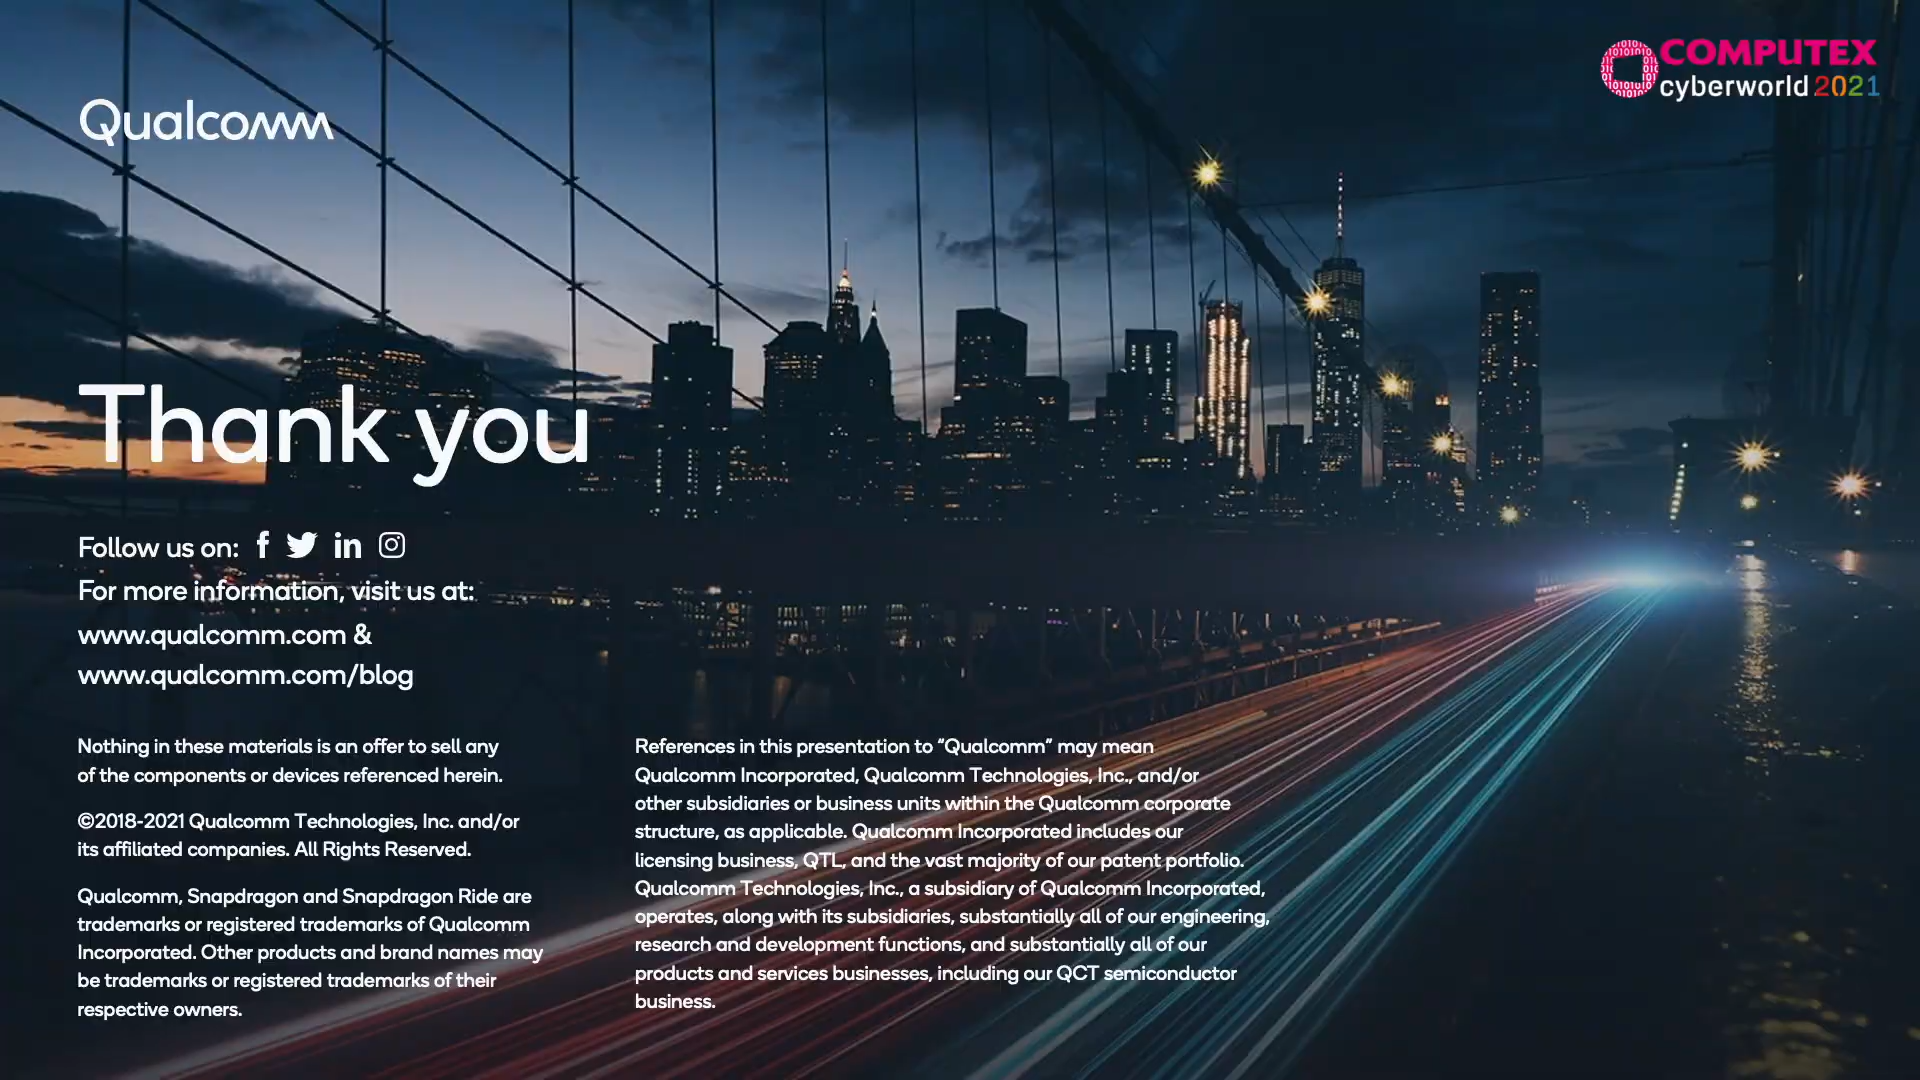 Qualcomm
COMPUTEX
cyberworld 2021
Thank you
Follow us on:
For more information, visit us at:
www.qualcomm.com &
www.qualcomm.com/blog
Nothing in these materials is an offer to sell any
of the components or devices referenced herein.
©2018-2021 Qualcomm Technologies, Inc. and/or
its affiliated companies. All Rights Reserved.
Qualcomm, Snapdragon and Snapdragon Ride are
trademarks or registered trademarks of Qualcomm
Incorporated. Other products and brand names may
be trademarks or registered trademarks of their
respective owners.
References in this presentation to “Qualcomm” may mean
Qualcomm Incorporated, Qualcomm Technologies, Inc., and/or
other subsidiaries or business units within the Qualcomm corporate
structure, as applicable. Qualcomm Incorporated includes our
licensing business, QTL, and the vast majority of our patent portfolio.
Qualcomm Technologies, Inc., a subsidiary of Qualcomm Incorporated,
operates, along with its subsidiaries, substantially all of our engineering,
research and development functions, and substantially all of our
products and services businesses, including our QCT semiconductor
business.